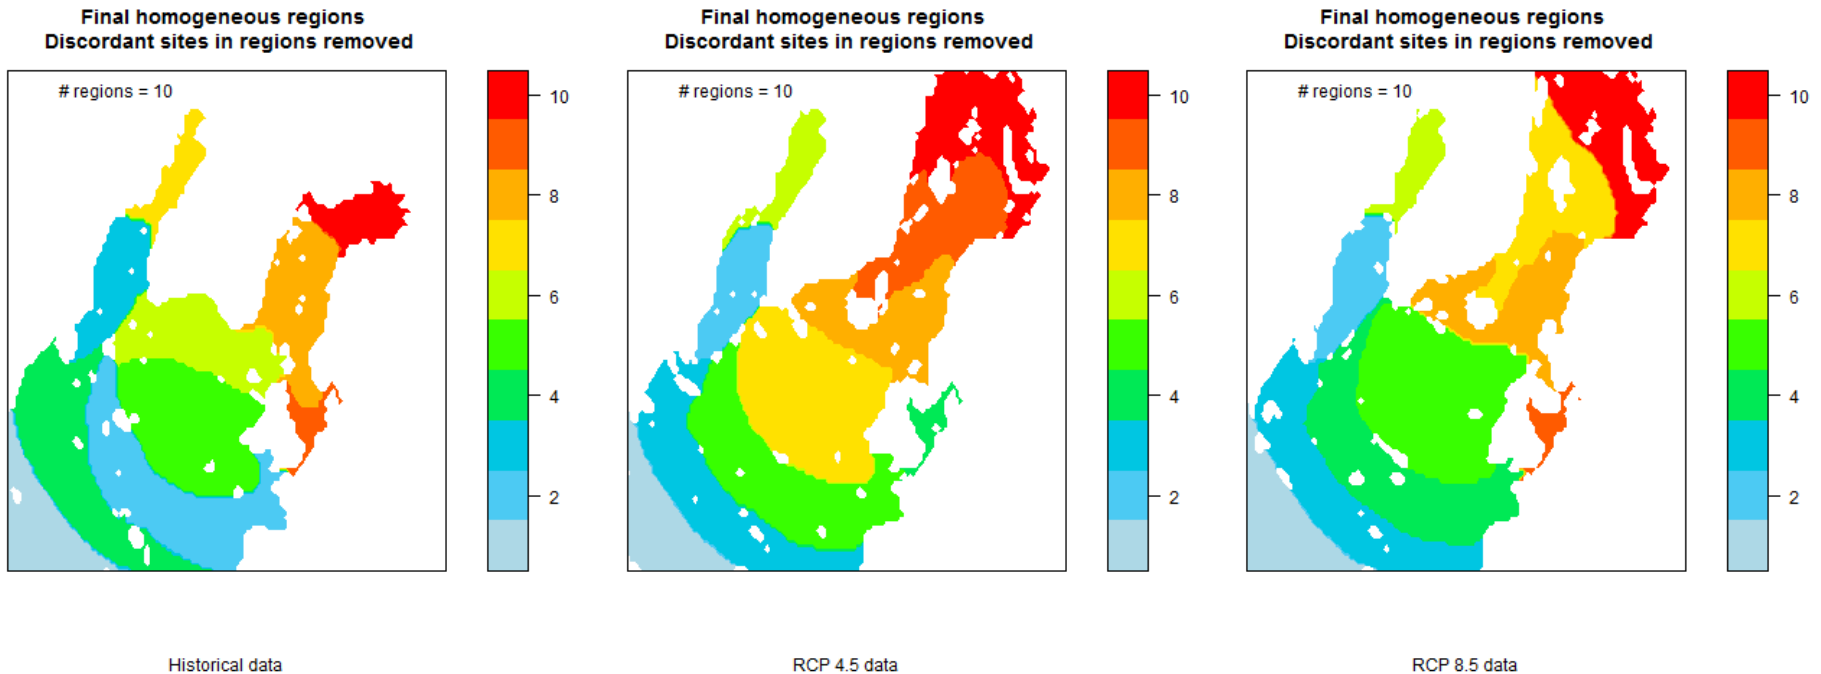 Final homogeneous regions
Discordant sites in regions removed
# regions = 10
10
8
6
4
2
Historical data
Final homogeneous regions
Discordant sites in regions removed
# regions = 10
10
8
6
4
2
RCP 4.5 data
Final homogeneous regions
Discordant sites in regions removed
# regions = 10
10
8
6
4
2
RCP 8.5 data